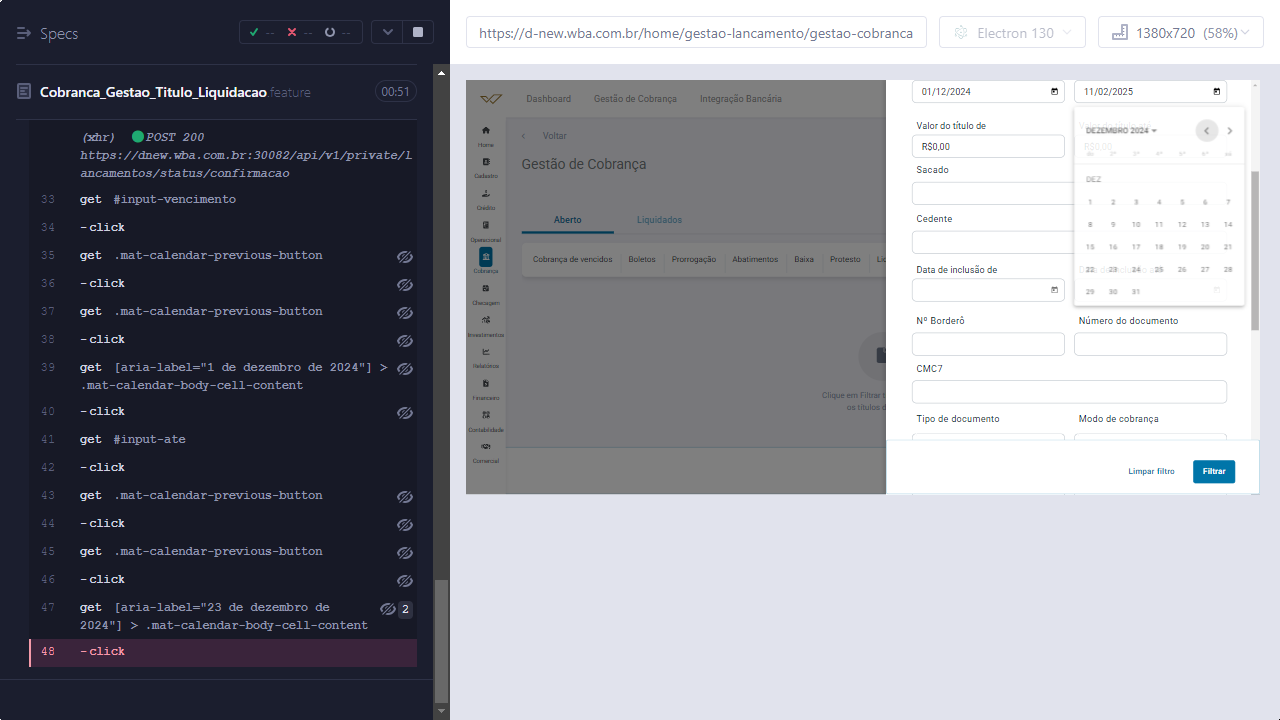 Specs
--
--
--
https://d-new.wba.com.br/home/gestao-lancamento/gestao-cobranca
Electron 130
1380x720 (58%)
Cobranca_Gestao_Titulo_Liquidacao.feature
00:51
(xhr) POST 200
https://dnew.wba.com.br:30082/api/v1/private/l
ancamentos/status/confirmacao
33 get #input-vencimento
34 -click
35 get .mat-calendar-previous-button
36 -click
37 get .mat-calendar-previous-button
38 -click
39 get [aria-label="1 de dezembro de 2024"] >
.mat-calendar-body-cell-content
40 -click
41 get #input-ate
42 -click
43 get .mat-calendar-previous-button
44 -click
45 get .mat-calendar-previous-button
46 -click
47 get [aria-label="23 de dezembro de
2024"] > .mat-calendar-body-cell-content
2
48 -click
Dashboard
Gestão de Cobrança
Integração Bancária
Home
Cadastro
Crédito
Operacional
Cobrança
Checagem
Investimentos
Relatórios
Financeiro
Contabilidade
Comercial
Voltar
Gestão de Cobrança
Aberto
Liquidados
Cobrança de vencidos
Boletos
Prorrogação
Abatimentos
Baixa
Protesto
Clique em Filtrar
os títulos
01/12/2024
11/02/2025
Valor do título de
R$0,00
R$0,00
Sacado
Cedente
Data de inclusão de
Nº Borderô
Número do documento
CMC7
Tipo de documento
Modo de cobrança
Limpar filtro
Filtrar
DEZEMBRO 2024
DEZ
1 2 3 4 5 6 7
8 9 10 11 12 13 14
15 16 17 18 19 20 21
22 23 24 25 26 27 28
29 30 31